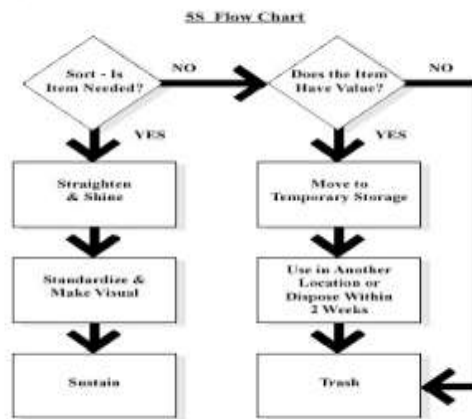 5S Flow Chart
Sort - Is
Item Needed?
NO
Does the Item
Have Value?
NO
YES
YES
Straighten
& Shine
Move to
Temporary Storage
Standardize &
Make Visual
Use in Another
Location or
Dispose Within
2 Weeks
Sustain
Trash